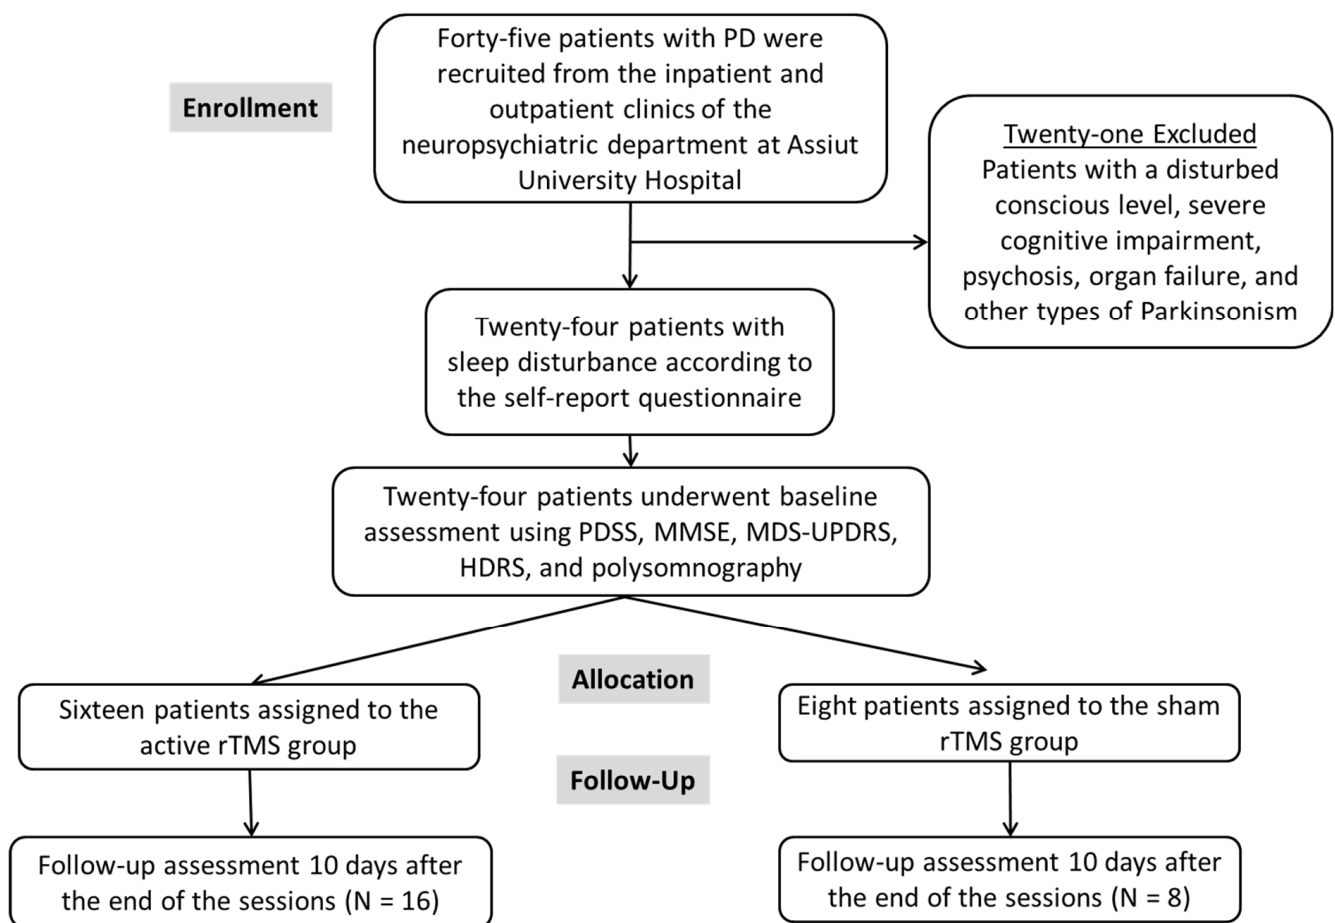 Forty-five patients with PD were
recruited from the inpatient and
outpatient clinics of the
neuropsychiatric department at Assiut
University Hospital
Enrollment
Twenty-one Excluded
Patients with a disturbed
conscious level, severe
cognitive impairment,
psychosis, organ failure, and
other types of Parkinsonism
Twenty-four patients with
sleep disturbance according to
the self-report questionnaire
Twenty-four patients underwent baseline
assessment using PDSS, MMSE, MDS-UPDRS,
HDRS, and polysomnography
Allocation
Sixteen patients assigned to the
active rTMS group
Eight patients assigned to the sham
rTMS group
Follow-Up
Follow-up assessment 10 days after
the end of the sessions (N = 16)
Follow-up assessment 10 days after
the end of the sessions (N = 8)